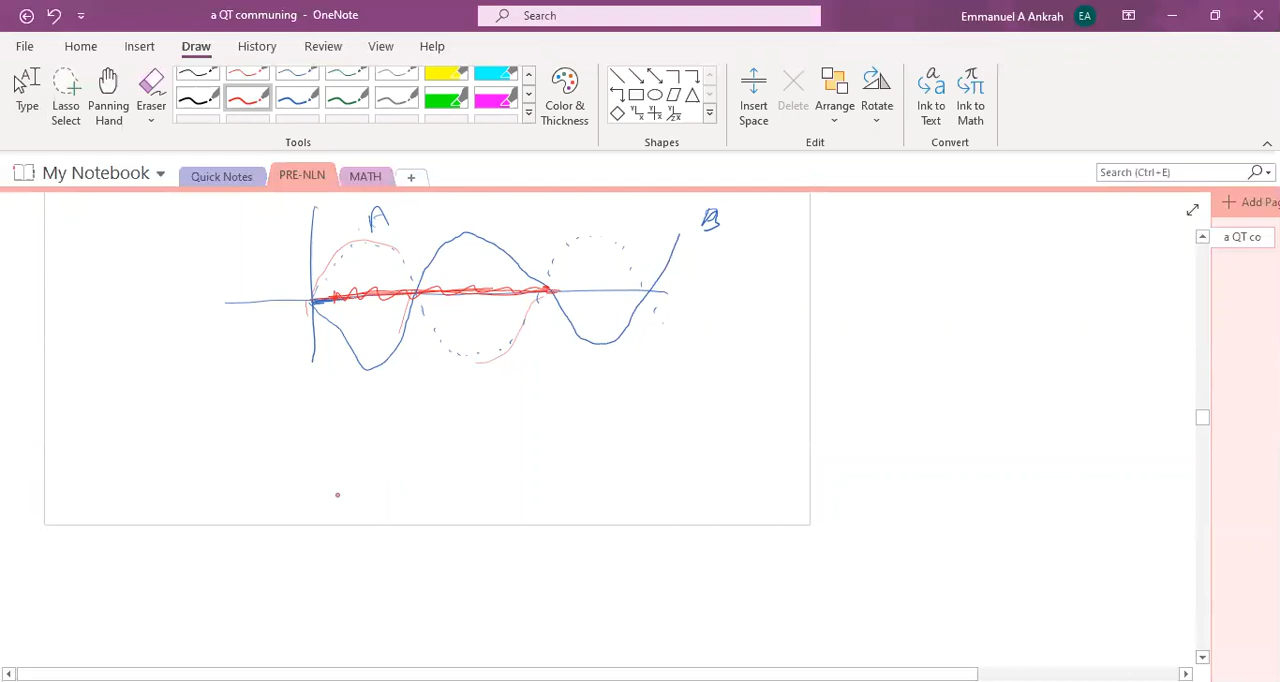 a QT communing - OneNote
Search
Emmanuel A Ankrah
EA
File Home Insert Draw History Review View Help
Type
Lasso Select
Panning Hand
Eraser
Color & Thickness
Insert Space
Delete
Arrange
Rotate
Ink to Text
Ink to Math
Tools
Shapes
Edit
Convert
My Notebook
Quick Notes
PRE-NLN
MATH
Search (Ctrl+E)
Add Pag
a QT co
A
B